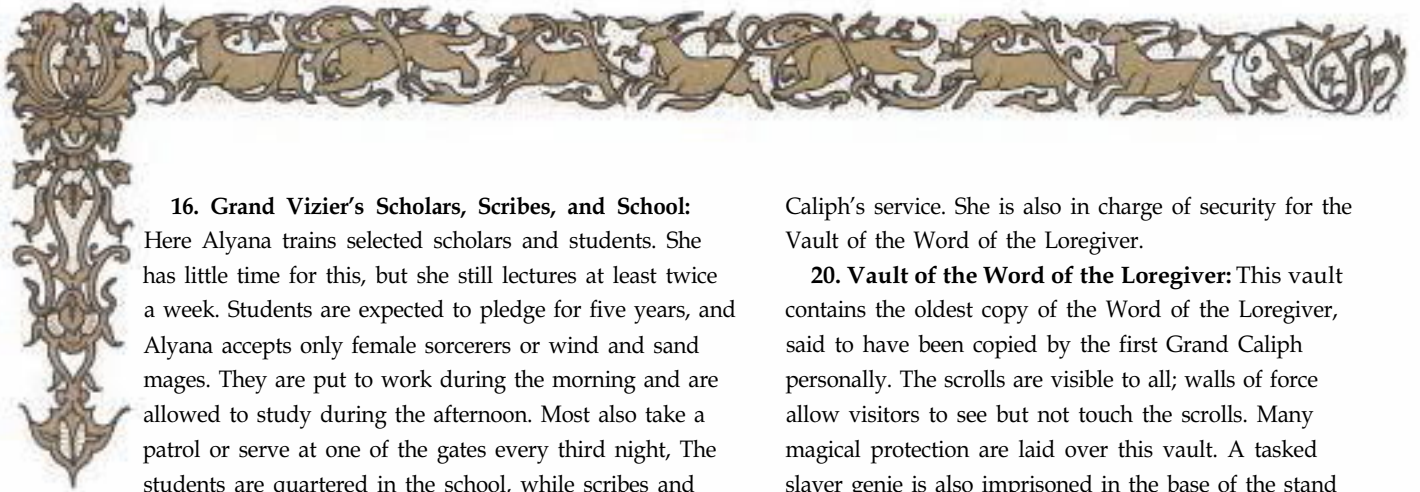 16. Grand Vizier’s Scholars, Scribes, and School:
Here Alyana trains selected scholars and students. She
has little time for this, but she still lectures at least twice
a week. Students are expected to pledge for five years, and
Alyana accepts only female sorcerers or wind and sand
mages. They are put to work during the morning and are
allowed to study during the afternoon. Most also take a
patrol or serve at one of the gates every third night, The
students are quartered in the school, while scribes and
Caliph’s service. She is also in charge of security for the
Vault of the Word of the Loregiver.
20. Vault of the Word of the Loregiver: This vault
contains the oldest copy of the Word of the Loregiver,
said to have been copied by the first Grand Caliph
personally. The scrolls are visible to all; walls of force
allow visitors to see but not touch the scrolls. Many
magical protection are laid over this vault. A tasked
slayer genie is also imprisoned in the base of the stand